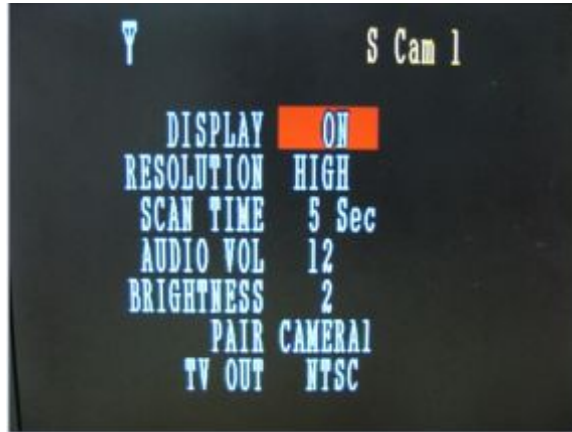 S Cam 1
DISPLAY ON
RESOLUTION HIGH
SCAN TIME 5 Sec
AUDIO VOL 12
BRIGHTNESS 2
PAIR CAMERA1
TV OUT NTSC